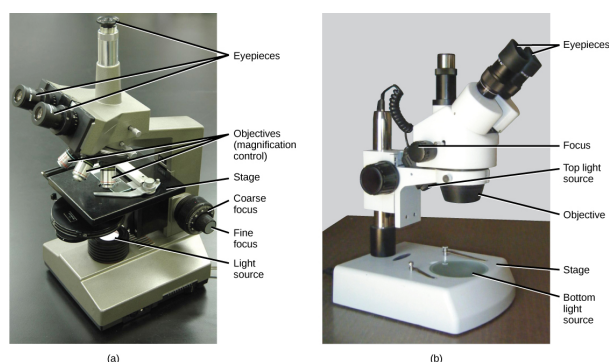 Eyepieces
Objectives
(magnification
control)
Stage
Coarse
focus
Fine
focus
Light
source
(a)
Eyepieces
Focus
Top light
source
Objective
Stage
Bottom
light
source
(b)